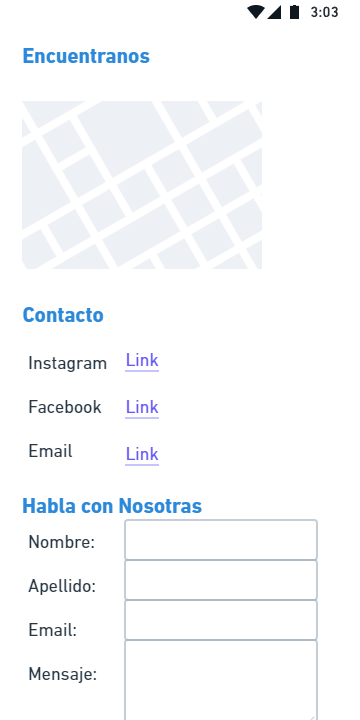 3:03
Encuentranos
Contacto
Instagram Link
Facebook Link
Email Link
Habla con Nosotras
Nombre:
Apellido:
Email:
Mensaje: